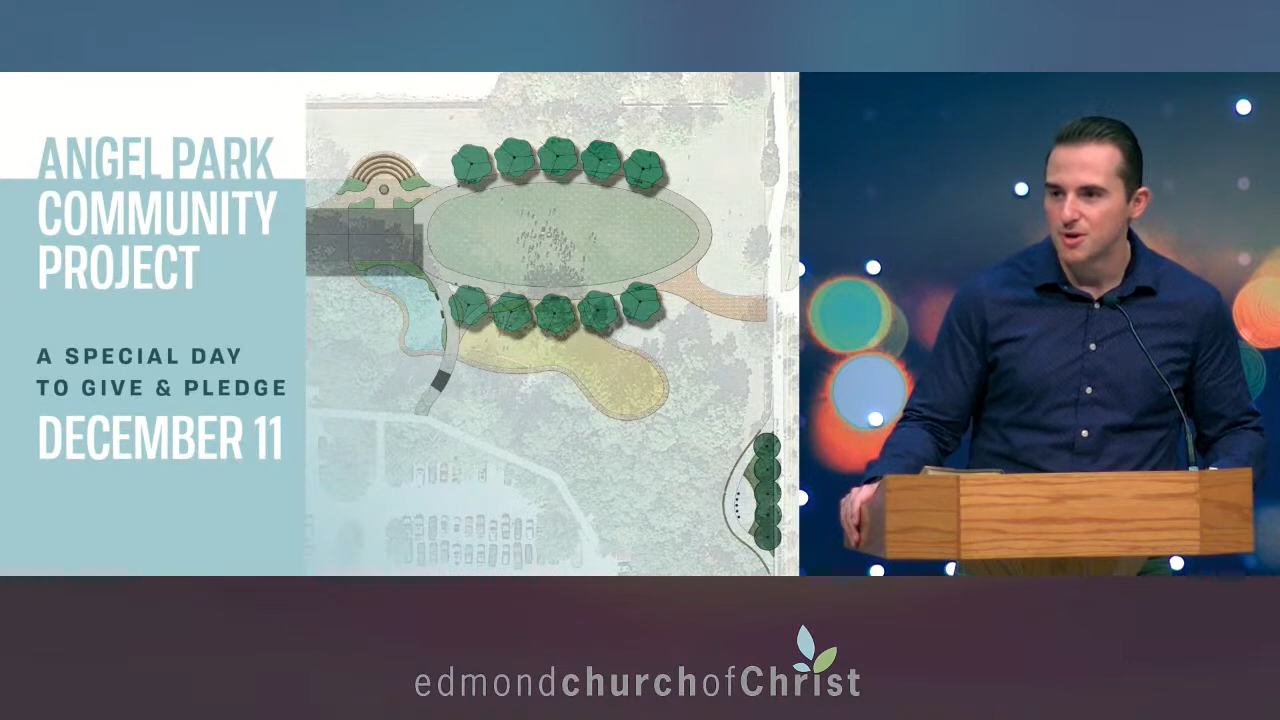 ANGEL PARK
COMMUNITY
PROJECT
A SPECIAL DAY
TO GIVE & PLEDGE
DECEMBER 11
edmondchurchofChrist